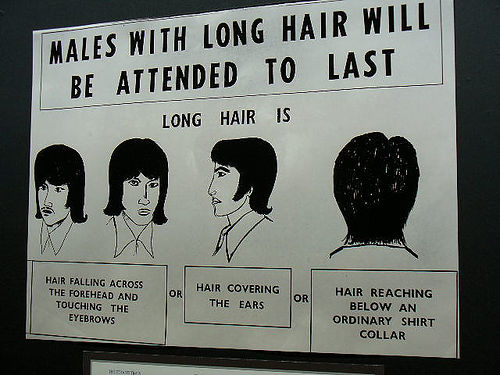 MALES WITH LONG HAIR WILL
BE ATTENDED TO LAST
LONG HAIR IS
HAIR FALLING ACROSS
THE FOREHEAD AND
TOUCHING THE
EYEBROWS
OR
HAIR COVERING
THE EARS
OR
HAIR REACHING
BELOW AN
ORDINARY SHIRT
COLLAR